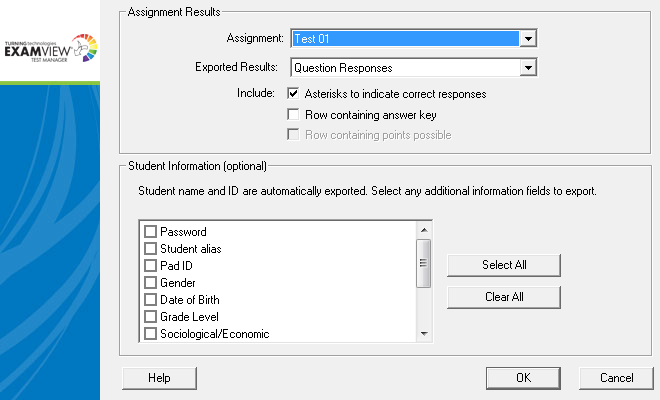 TURNING technologies
EXAMVIEW
TEST MANAGER
Assignment Results
Assignment: Test 01
Exported Results: Question Responses
Include: Asterisks to indicate correct responses
Row containing answer key
Row containing points possible
Student Information (optional)
Student name and ID are automatically exported. Select any additional information fields to export.
Password
Student alias
Pad ID
Gender
Date of Birth
Grade Level
Sociological/Economic
Select All
Clear All
Help OK Cancel